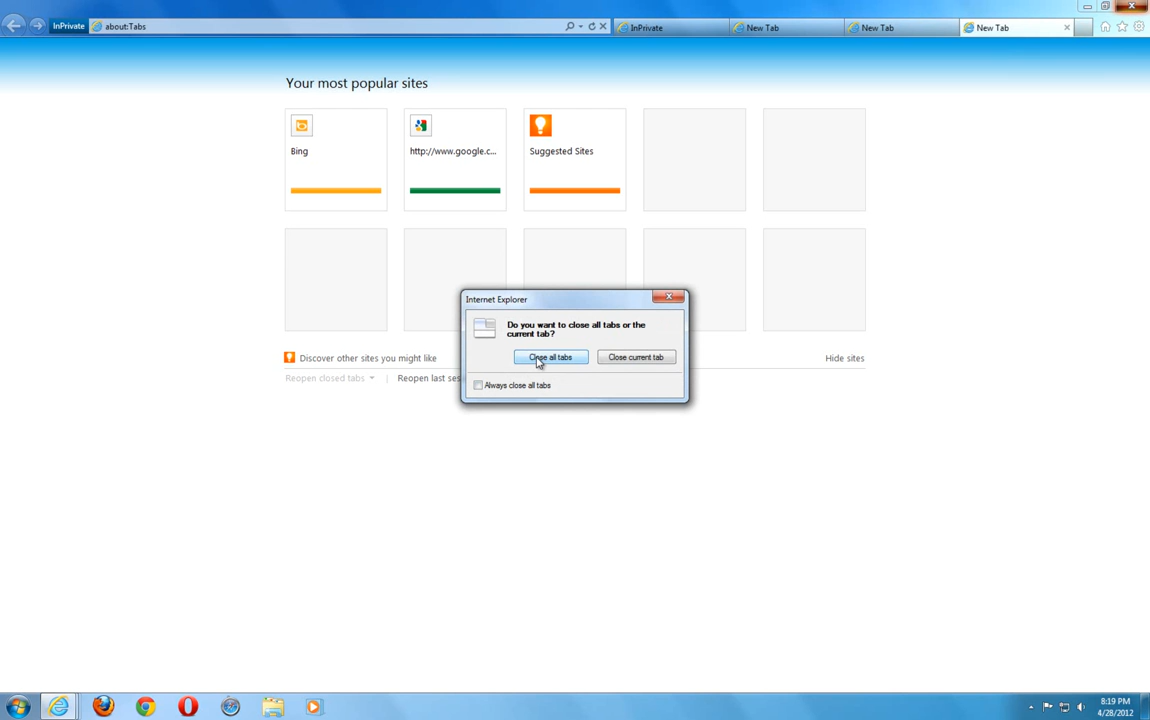 InPrivate
about:Tabs
InPrivate
New Tab
New Tab
New Tab
Your most popular sites
Bing
http://www.google.c...
Suggested Sites
Internet Explorer
Do you want to close all tabs or the
current tab?
Close all tabs
Close current tab
Always close all tabs
Discover other sites you might like
Hide sites
Reopen closed tabs
Reopen last ses
8:19 PM
4/28/2012